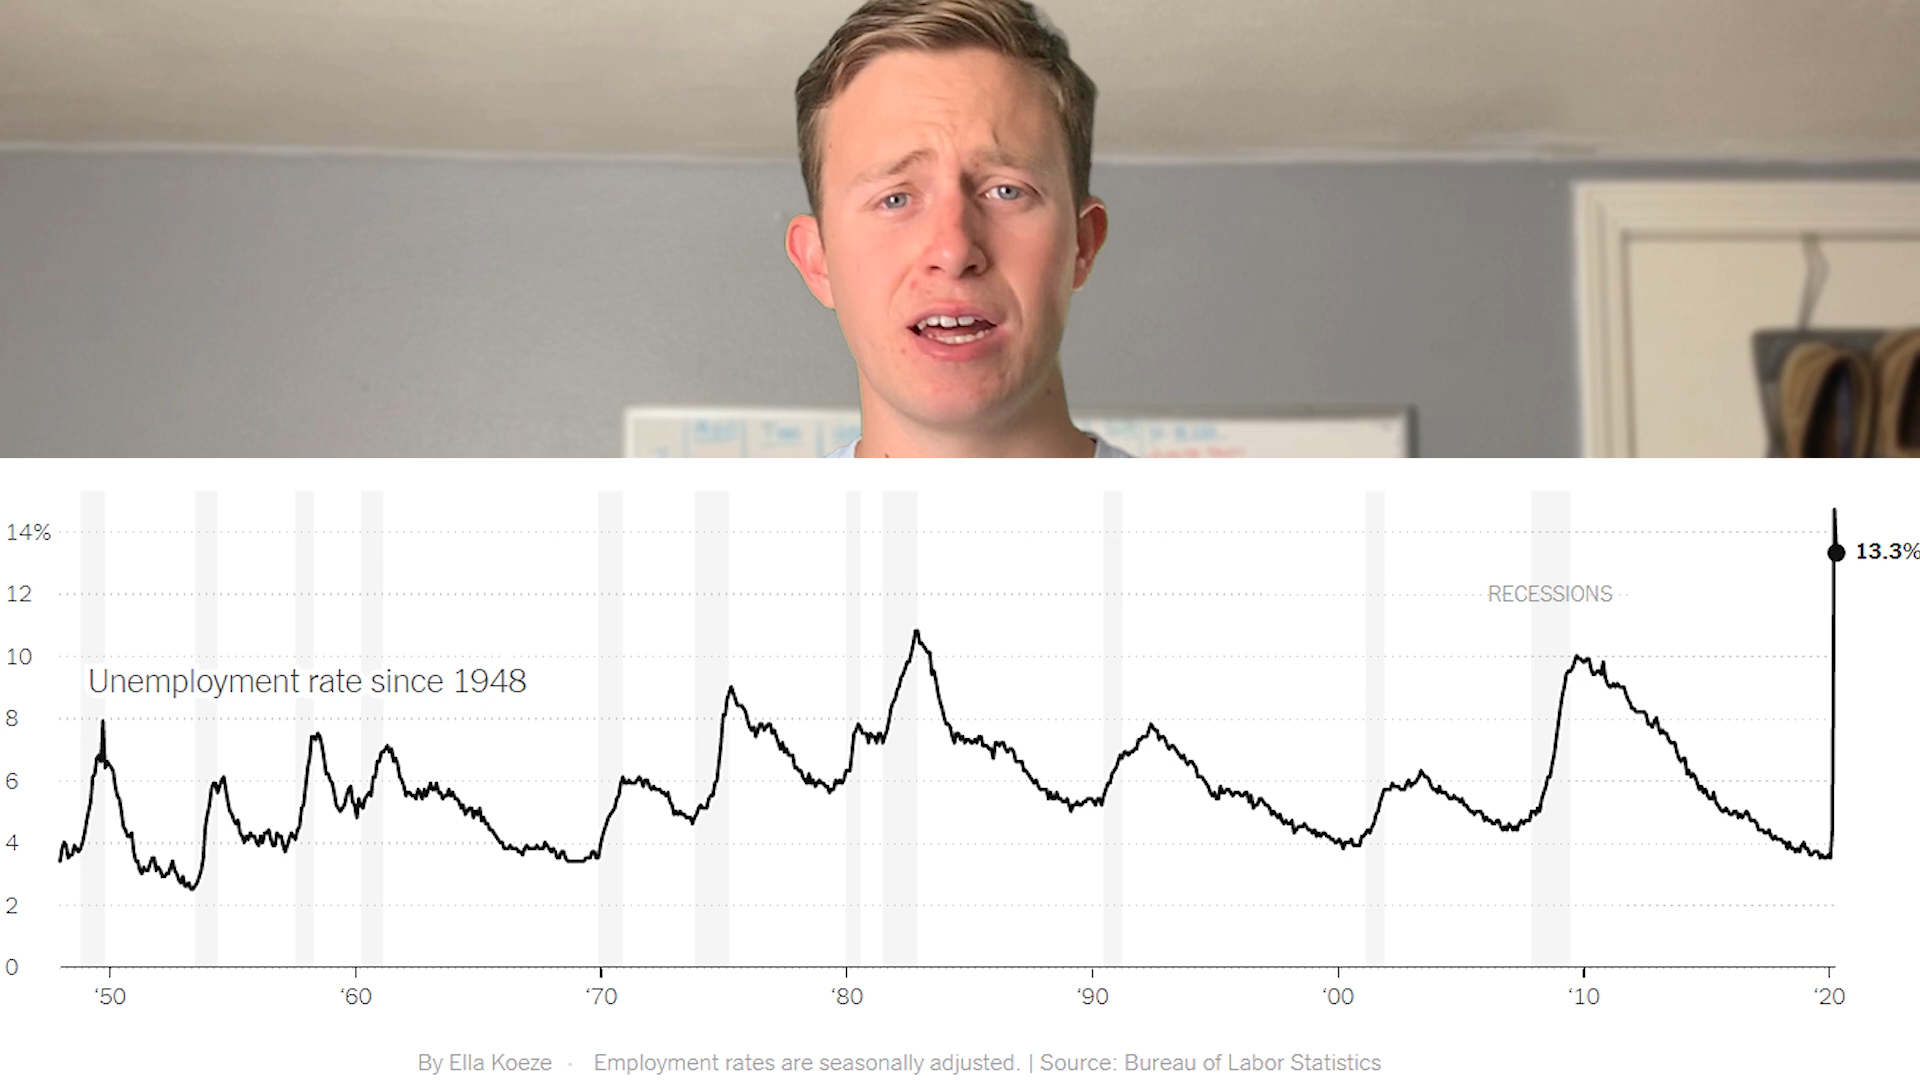 14%
12
RECESSIONS
10
Unemployment rate since 1948
8
6
4
2
0
13.3%
‘50 ‘60 ‘70 ‘80 ‘90 ‘00 ‘10 ‘20
By Ella Koeze - Employment rates are seasonally adjusted. | Source: Bureau of Labor Statistics